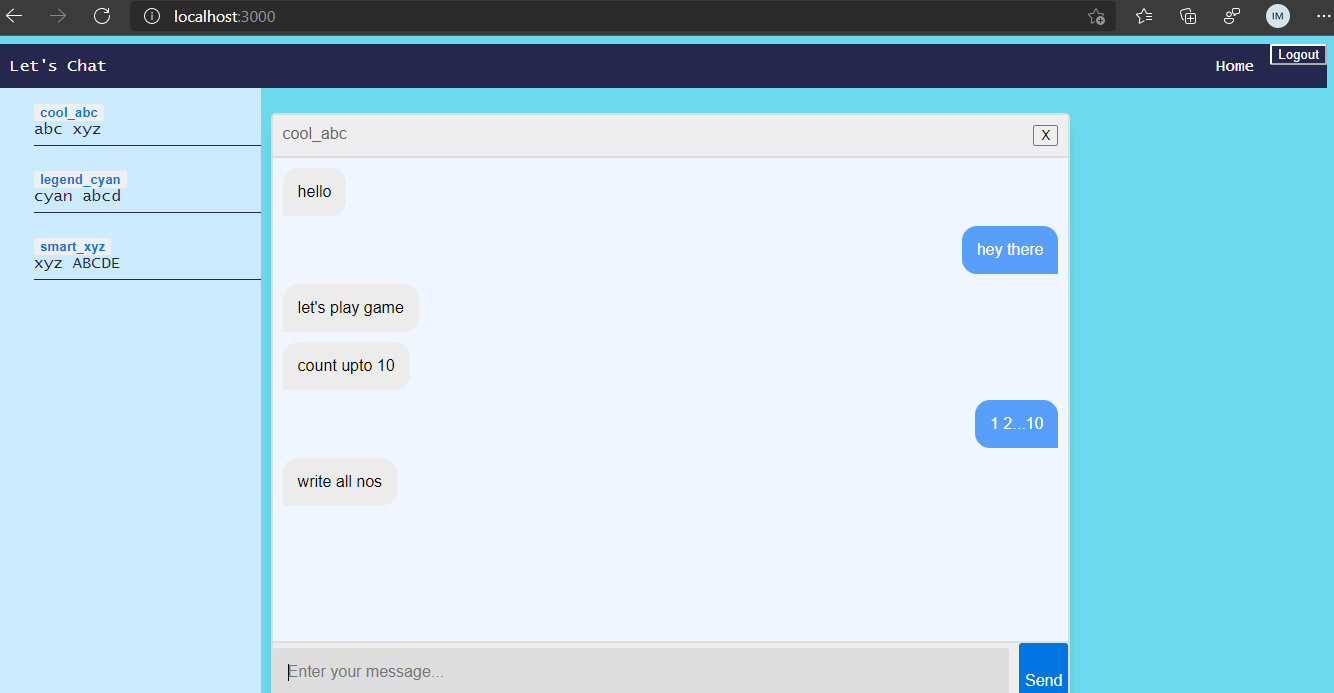 localhost:3000
IM
Let's Chat
Home
Logout
cool_abc
abc xyz
legend_cyan
cyan abcd
smart_xyz
xyz ABCDE
cool_abc
X
hello
hey there
let's play game
count upto 10
1 2...10
write all nos
Enter your message...
Send